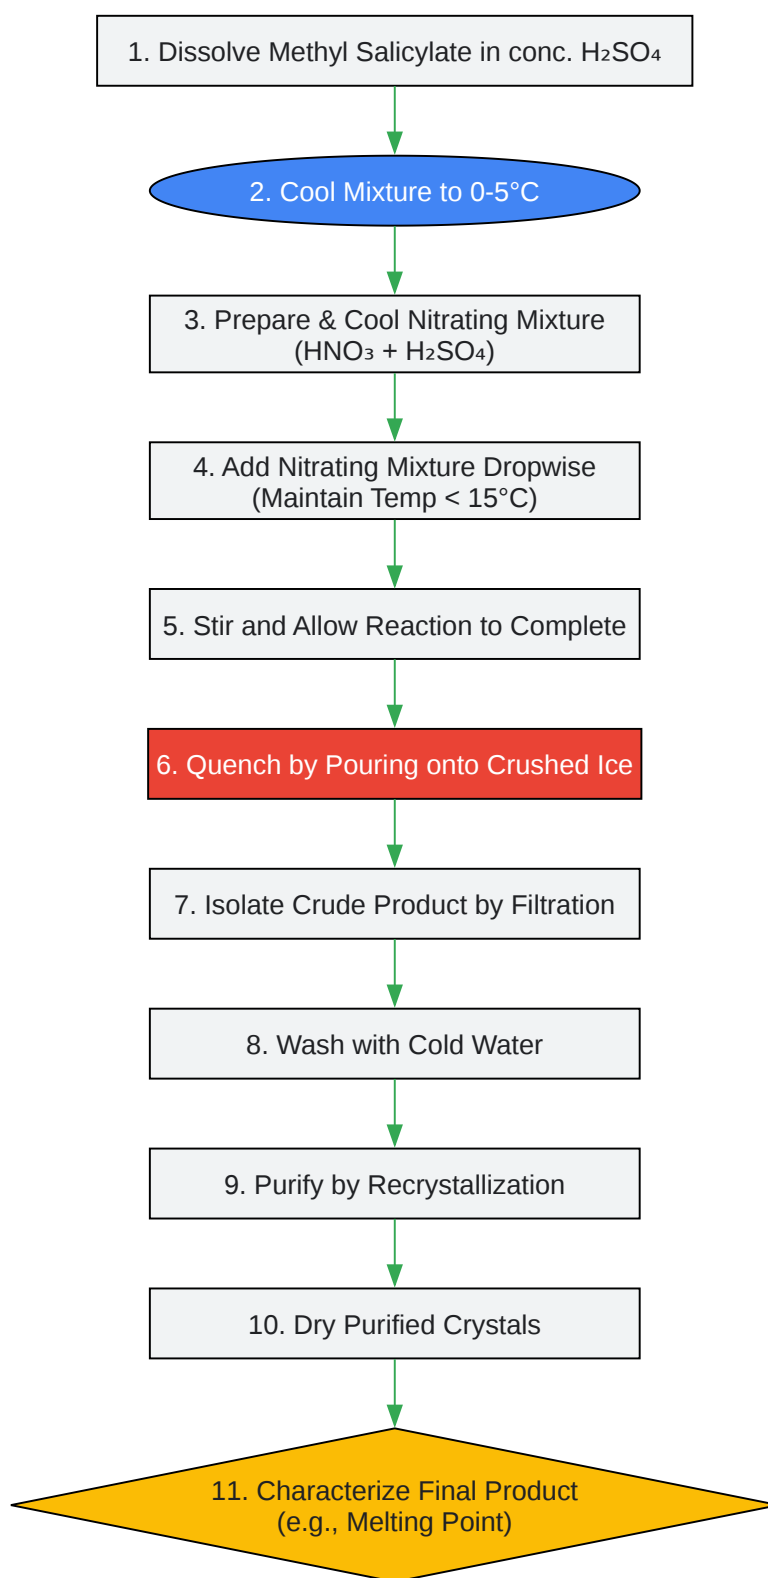 1. Dissolve Methyl Salicylate in conc. H₂SO₄
2. Cool Mixture to 0-5°C
3. Prepare & Cool Nitrating Mixture
(HNO₃ + H₂SO₄)
4. Add Nitrating Mixture Dropwise
(Maintain Temp < 15°C)
5. Stir and Allow Reaction to Complete
6. Quench by Pouring onto Crushed Ice
7. Isolate Crude Product by Filtration
8. Wash with Cold Water
9. Purify by Recrystallization
10. Dry Purified Crystals
11. Characterize Final Product
(e.g., Melting Point)